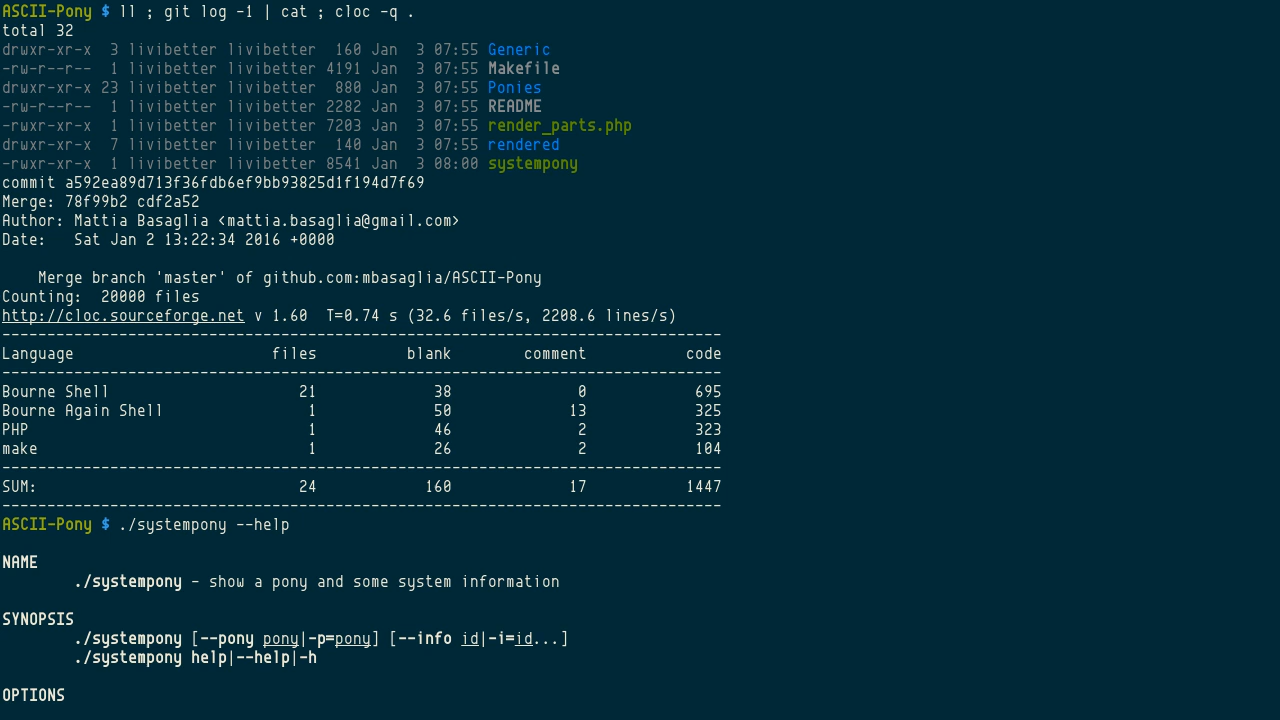 ASCII-Pony $ ll ; git log -1 | cat ; cloc -q .
total 32
drwxr-xr-x  3 livibetter livibetter  160 Jan  3 07:55 Generic
-rw-r--r--  1 livibetter livibetter 4191 Jan  3 07:55 Makefile
drwxr-xr-x 23 livibetter livibetter  880 Jan  3 07:55 Ponies
-rw-r--r--  1 livibetter livibetter 2282 Jan  3 07:55 README
-rwxr-xr-x  1 livibetter livibetter 7203 Jan  3 07:55 render_parts.php
drwxr-xr-x  7 livibetter livibetter  140 Jan  3 07:55 rendered
-rwxr-xr-x  1 livibetter livibetter 8541 Jan  3 08:00 systempony
commit a592ea89d713f36fdb6ef9bb93825d1f194d7f69
Merge: 78f99b2 cdf2a52
Author: Mattia Basaglia <mattia.basaglia@gmail.com>
Date:   Sat Jan 2 13:22:34 2016 +0000

    Merge branch 'master' of github.com:mbasaglia/ASCII-Pony
Counting:  20000 files
http://cloc.sourceforge.net v 1.60  T=0.74 s (32.6 files/s, 2208.6 lines/s)
--------------------------------------------------------------------------------
Language                      files          blank        comment           code
--------------------------------------------------------------------------------
Bourne Shell                     21             38              0            695
Bourne Again Shell                1             50             13            325
PHP                               1             46              2            323
make                              1             26              2            104
--------------------------------------------------------------------------------
SUM:                             24            160             17           1447
--------------------------------------------------------------------------------
ASCII-Pony $ ./systempony --help

NAME
        ./systempony - show a pony and some system information

SYNOPSIS
        ./systempony [--pony pony|-p=pony] [--info id|-i=id...]
        ./systempony help|--help|-h

OPTIONS